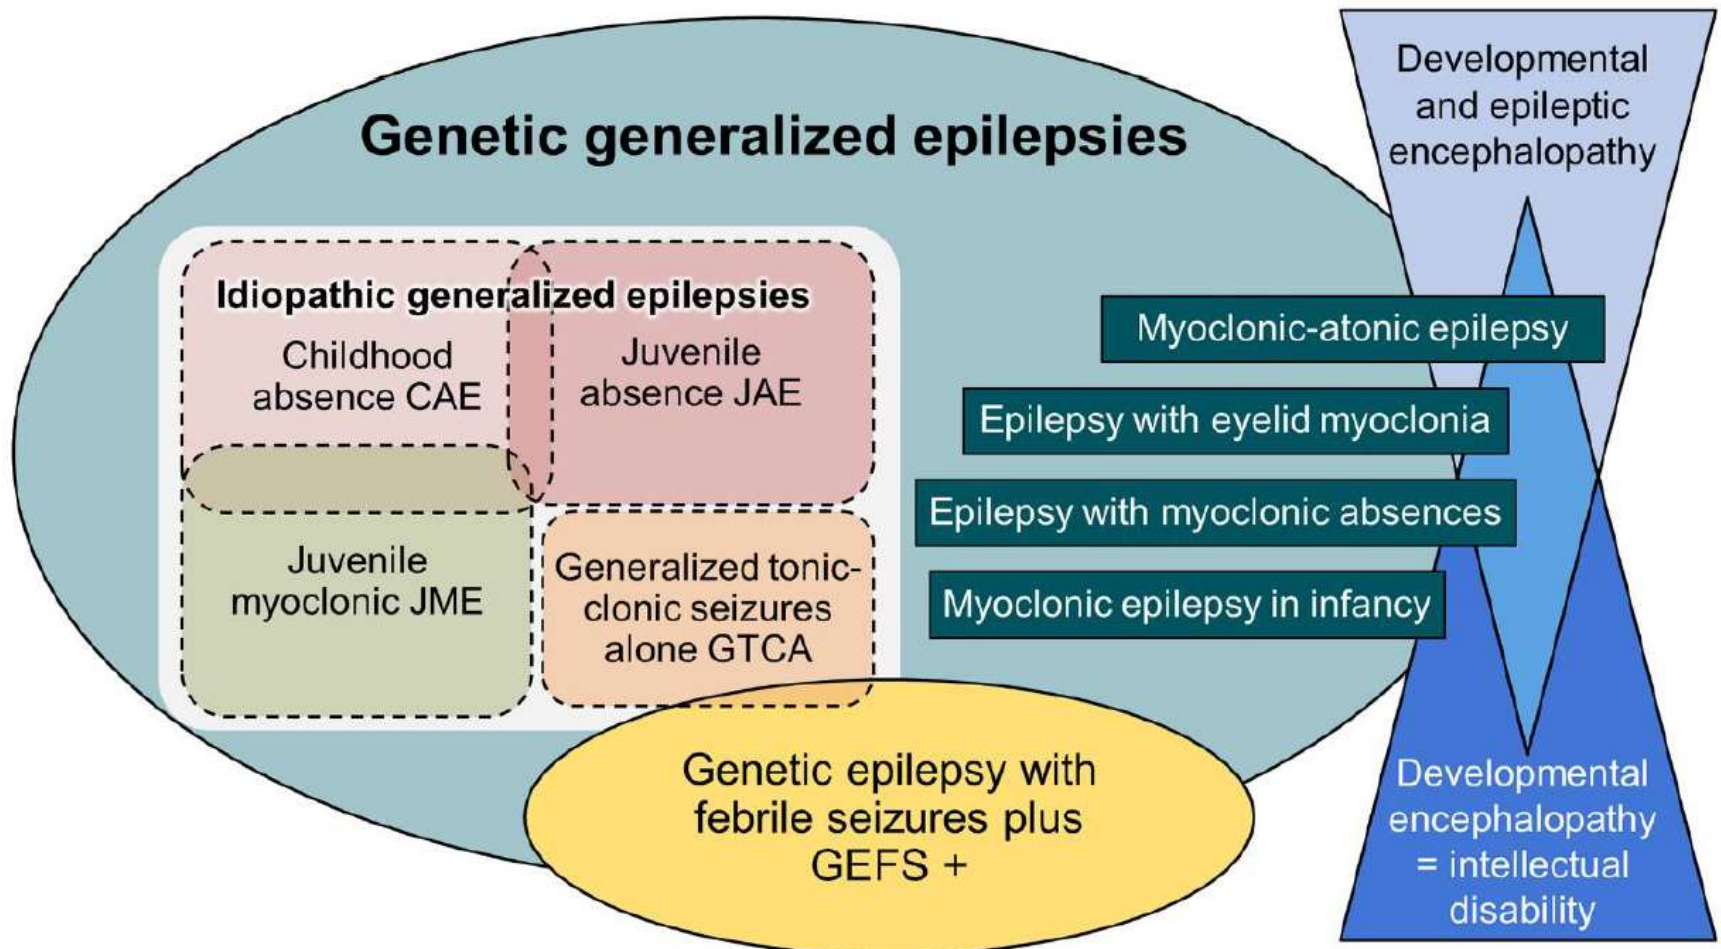 Genetic generalized epilepsies
Idiopathic generalized epilepsies
Childhood
absence CAE
Juvenile
absence JAE
Juvenile
myoclonic JME
Generalized tonic-
clonic seizures
alone GTCA
Genetic epilepsy with
febrile seizures plus
GEFS +
Developmental
and epileptic
encephalopathy
Myoclonic-atonic epilepsy
Epilepsy with eyelid myoclonia
Epilepsy with myoclonic absences
Myoclonic epilepsy in infancy
Developmental
encephalopathy
= intellectual
disability